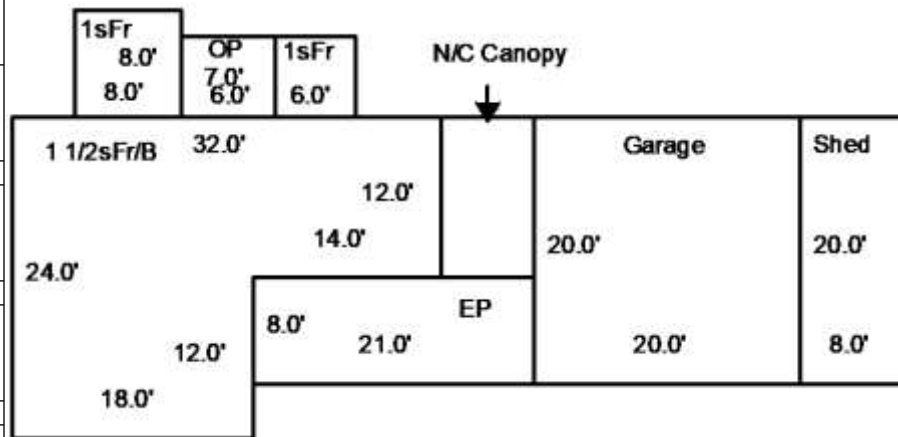 1sFr
8.0'
8.0'
OP
7.0'
6.0'
1sFr
6.0'
N/C Canopy
1 1/2sFr/B
32.0'
12.0'
14.0'
24.0'
12.0'
18.0'
8.0'
21.0'
EP
Garage
20.0'
20.0'
Shed
20.0'
8.0'